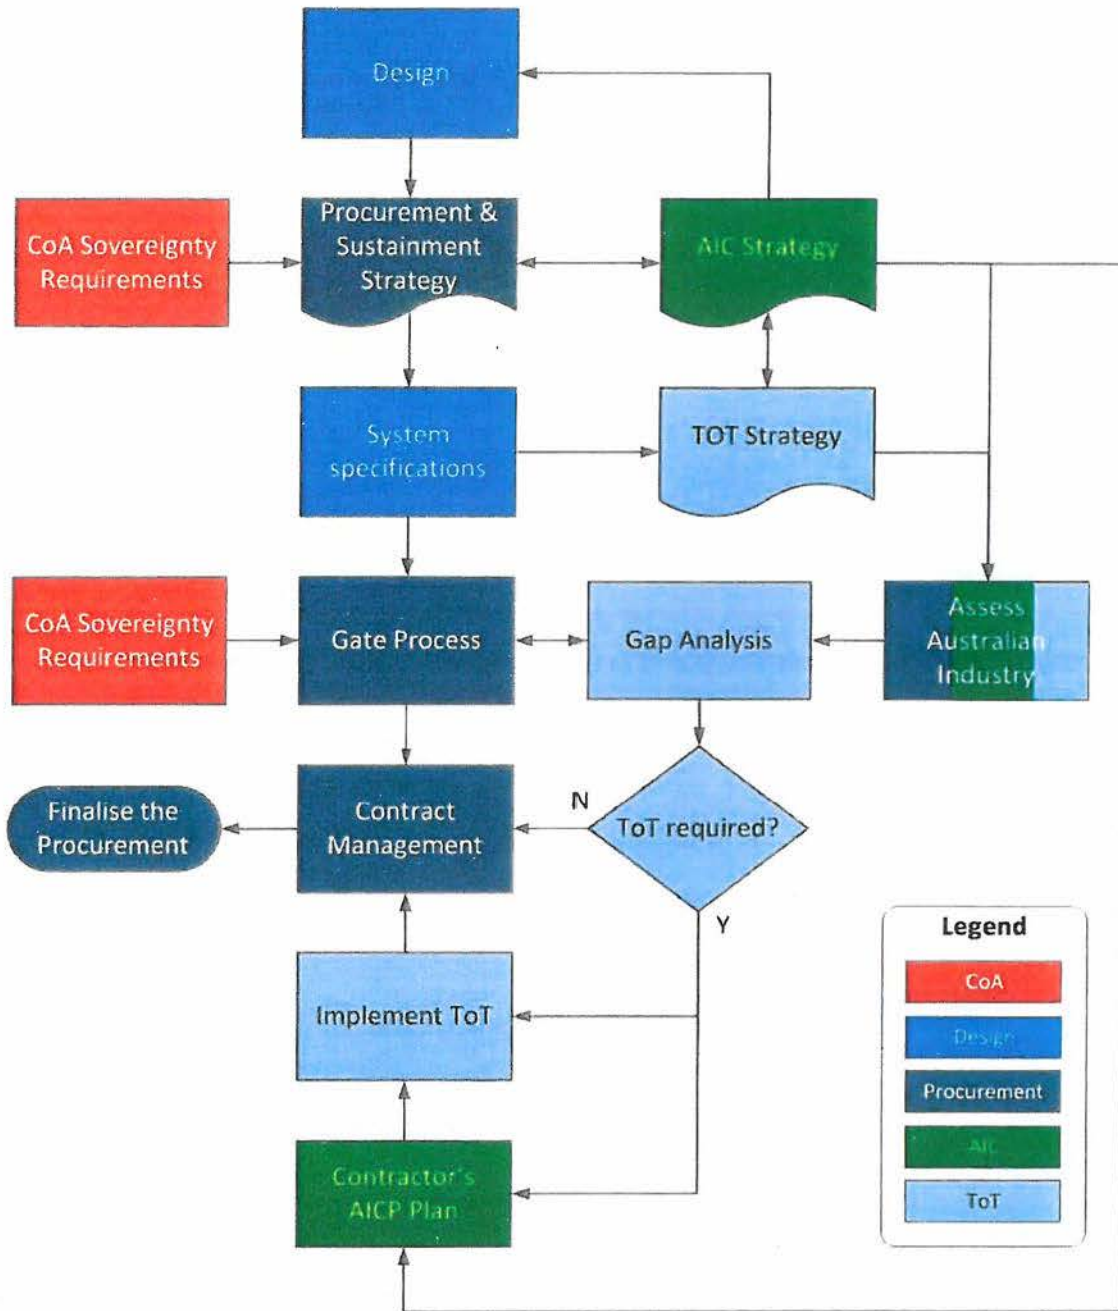 Design
CoA Sovereignty
Requirements
Procurement &
Sustainment
Strategy
AIC Strategy
System
specifications
TOT Strategy
CoA Sovereignty
Requirements
Gate Process
Gap Analysis
Assess
Australian
Industry
Finalise the
Procurement
Contract
Management
N
ToT required?
Y
Implement ToT
Contractor's
AICP Plan
Legend
CoA
Design
Procurement
AIC
ToT